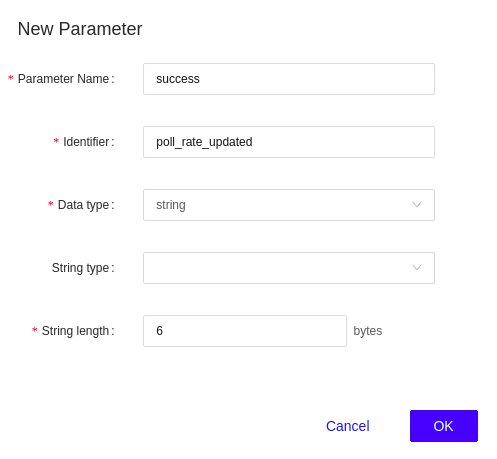 New Parameter
* Parameter Name : success
* Identifier : poll_rate_updated
* Data type : string
String type :
* String length : 6 bytes
Cancel OK